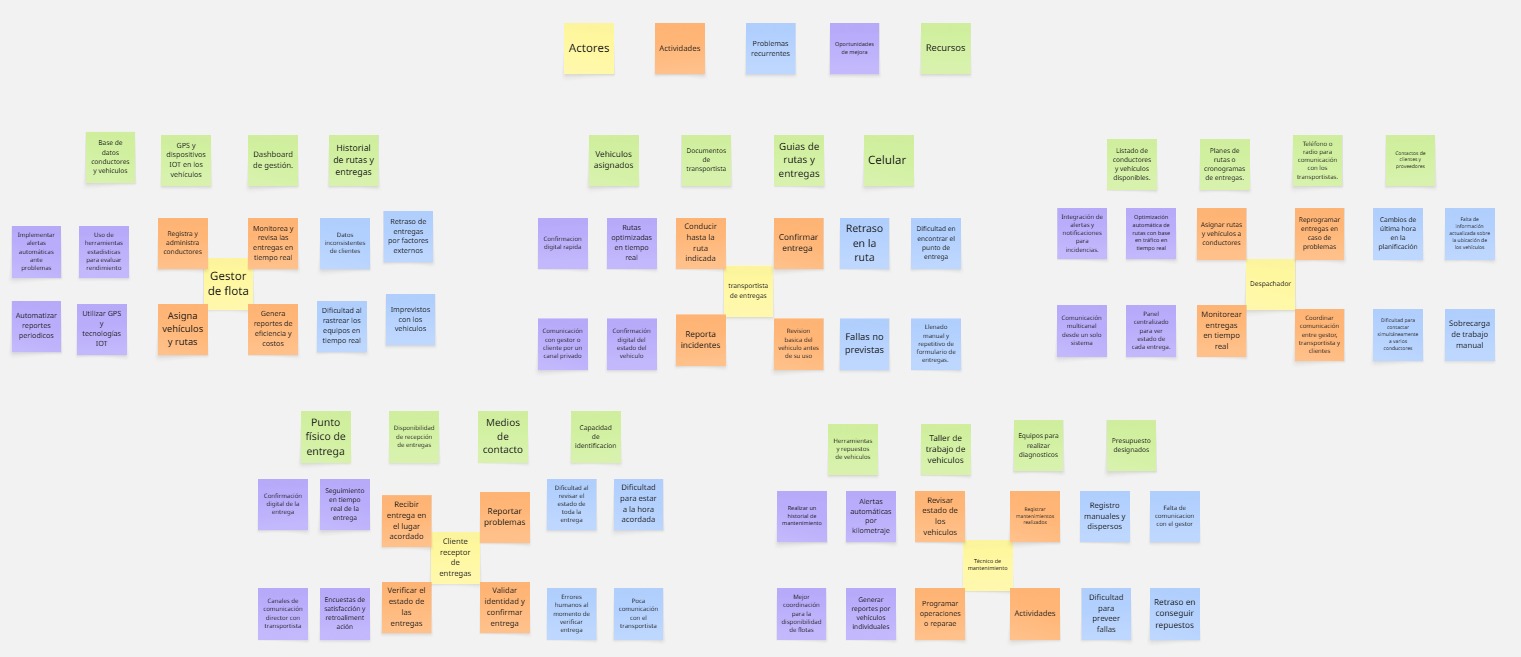 Actores
Actividades
Problemas
recurrentes
Oportunidades
de mejora
Recursos
Base de
datos
conductores
y vehículos
GPS y
dispositivos
IOT en los
vehículos
Dashboard
de gestión.
Historial
de rutas y
entregas
Implementar
alertas
automáticas
ante
problemas
Uso de
herramientas
estadísticas
para evaluar
rendimiento
Registra y
administra
conductores
Monitorea y
revisa las
entregas en
tiempo real
Datos
inconsistentes
de clientes
Retraso de
entregas
por factores
externos
Gestor
de flota
Automatizar
reportes
periodicos
Utilizar GPS
y
tecnologías
IOT
Asigna
vehículos
y rutas
Genera
reportes de
eficiencia y
costos
Dificultad al
rastrear los
equipos en
tiempo real
Imprevistos
con los
vehiculos
Vehiculos
asignados
Documentos
de
transportista
Guias de
rutas y
entregas
Celular
Confirmacion
digital rapida
Rutas
optimizadas
en tiempo
real
Conducir
hasta la
ruta
indicada
Confirmar
entrega
Retraso
en la
ruta
Dificultad en
encontrar el
punto de
entrega
transportista
de entregas
Comunicación
con gestor o
cliente por un
canal privado
Confirmación
digital del
estado del
vehiculo
Reporta
incidentes
Revision
basica del
vehiculo antes
de su uso
Fallas no
previstas
Llenado
manual y
repetitivo de
formulario de
entregas.
Listado de
conductores
y vehículos
disponibles.
Planes de
rutas o
cronogramas
de entregas.
Teléfono o
radio para
comunicación
con los
transportistas.
Contactos de
clientes y
proveedores
Integración de
alertas y
notificaciones
para
incidencias.
Optimización
automática de
rutas con base
en tráfico en
tiempo real
Asignar rutas
y vehículos a
conductores
Reprogramar
entregas en
caso de
problemas
Cambios de
última hora
en la
planificación
Falta de
información
actualizada sobre
la ubicación de
los vehículos
Despachador
Comunicación
multicanal
desde un solo
sistema
Panel
centralizado
para ver
estado de
cada entrega.
Monitorear
entregas
en tiempo
real
Coordinar
comunicación
entre gestor,
transportista y
clientes
Dificultad para
contactar
simultáneamente
a varios
conductores
Sobrecarga
de trabajo
manual
Punto
físico de
entrega
Disponibilidad
de recepción
de entregas
Medios
de
contacto
Capacidad
de
identificacion
Confirmación
digital de la
entrega
Seguimiento
en tiempo
real de la
entrega
Recibir
entrega en
el lugar
acordado
Reportar
problemas
Dificultad al
revisar el
estado de
toda la
entrega
Dificultad
para estar
a la hora
acordada
Cliente
receptor
de
entregas
Canales de
comunicación
director con
transportista
Encuestas de
satisfacción y
retroaliment
ación
Verificar el
estado de
las
entregas
Validar
identidad y
confirmar
entrega
Errores
humanos al
momento de
verificar
entrega
Poca
comunicación
con el
transportista
Herramientas
y repuestos
de vehiculos
Taller de
trabajo de
vehiculos
Equipos para
realizar
diagnosticos
Presupuesto
designados
Realizar un
historial de
mantenimiento
Alertas
automáticas
por
kilometraje
Revisar
estado de
los
vehiculos
Registrar
mantenimientos
realizados
Registro
manuales y
dispersos
Falta de
comunicacion
con el gestor
Técnico de
mantenimiento
Mejor
coordinación
para la
disponibilidad
de flotas
Generar
reportes por
vehículos
individuales
Programar
operaciones
o reparae
Actividades
Dificultad
para
preveer
fallas
Retraso en
conseguir
repuestos